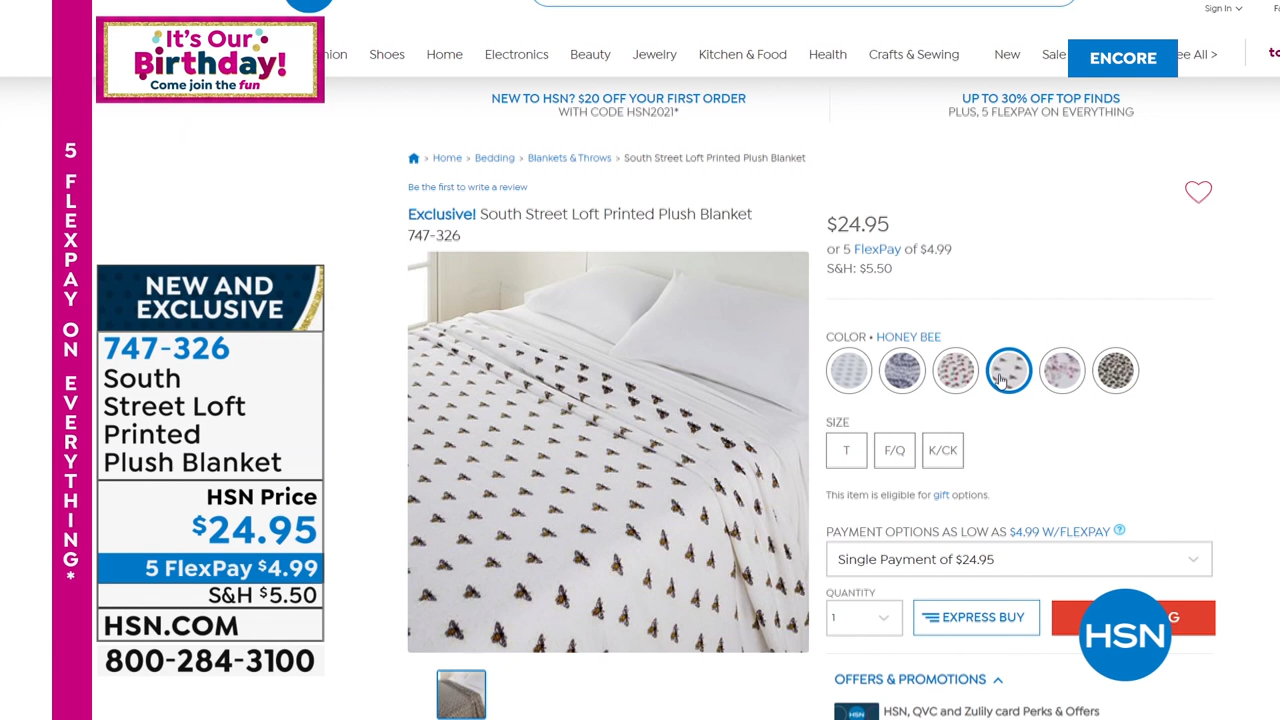 Sign In
It's Our
Birthday!
Come join the fun
Shoes
Home
Electronics
Beauty
Jewelry
Kitchen & Food
Health
Crafts & Sewing
New
Sale
ENCORE
All >
NEW TO HSN? $20 OFF YOUR FIRST ORDER
WITH CODE HSN2021*
UP TO 30% OFF TOP FINDS
PLUS, 5 FLEXPAY ON EVERYTHING
5 FLEXPAY ON EVERYTHING*
> Home > Bedding > Blankets & Throws > South Street Loft Printed Plush Blanket
Be the first to write a review
Exclusive! South Street Loft Printed Plush Blanket
747-326
$24.95
or 5 FlexPay of $4.99
S&H: $5.50
NEW AND
EXCLUSIVE
747-326
South
Street Loft
Printed
Plush Blanket
HSN Price
$24.95
5 FlexPay $4.99
S&H $5.50
HSN.COM
800-284-3100
COLOR • HONEY BEE
SIZE
T
F/Q
K/CK
This item is eligible for gift options.
PAYMENT OPTIONS AS LOW AS $4.99 W/FLEXPAY ?
Single Payment of $24.95
QUANTITY
1
EXPRESS BUY
G
HSN
OFFERS & PROMOTIONS
HSN
HSN, QVC and Zulily card Perks & Offers